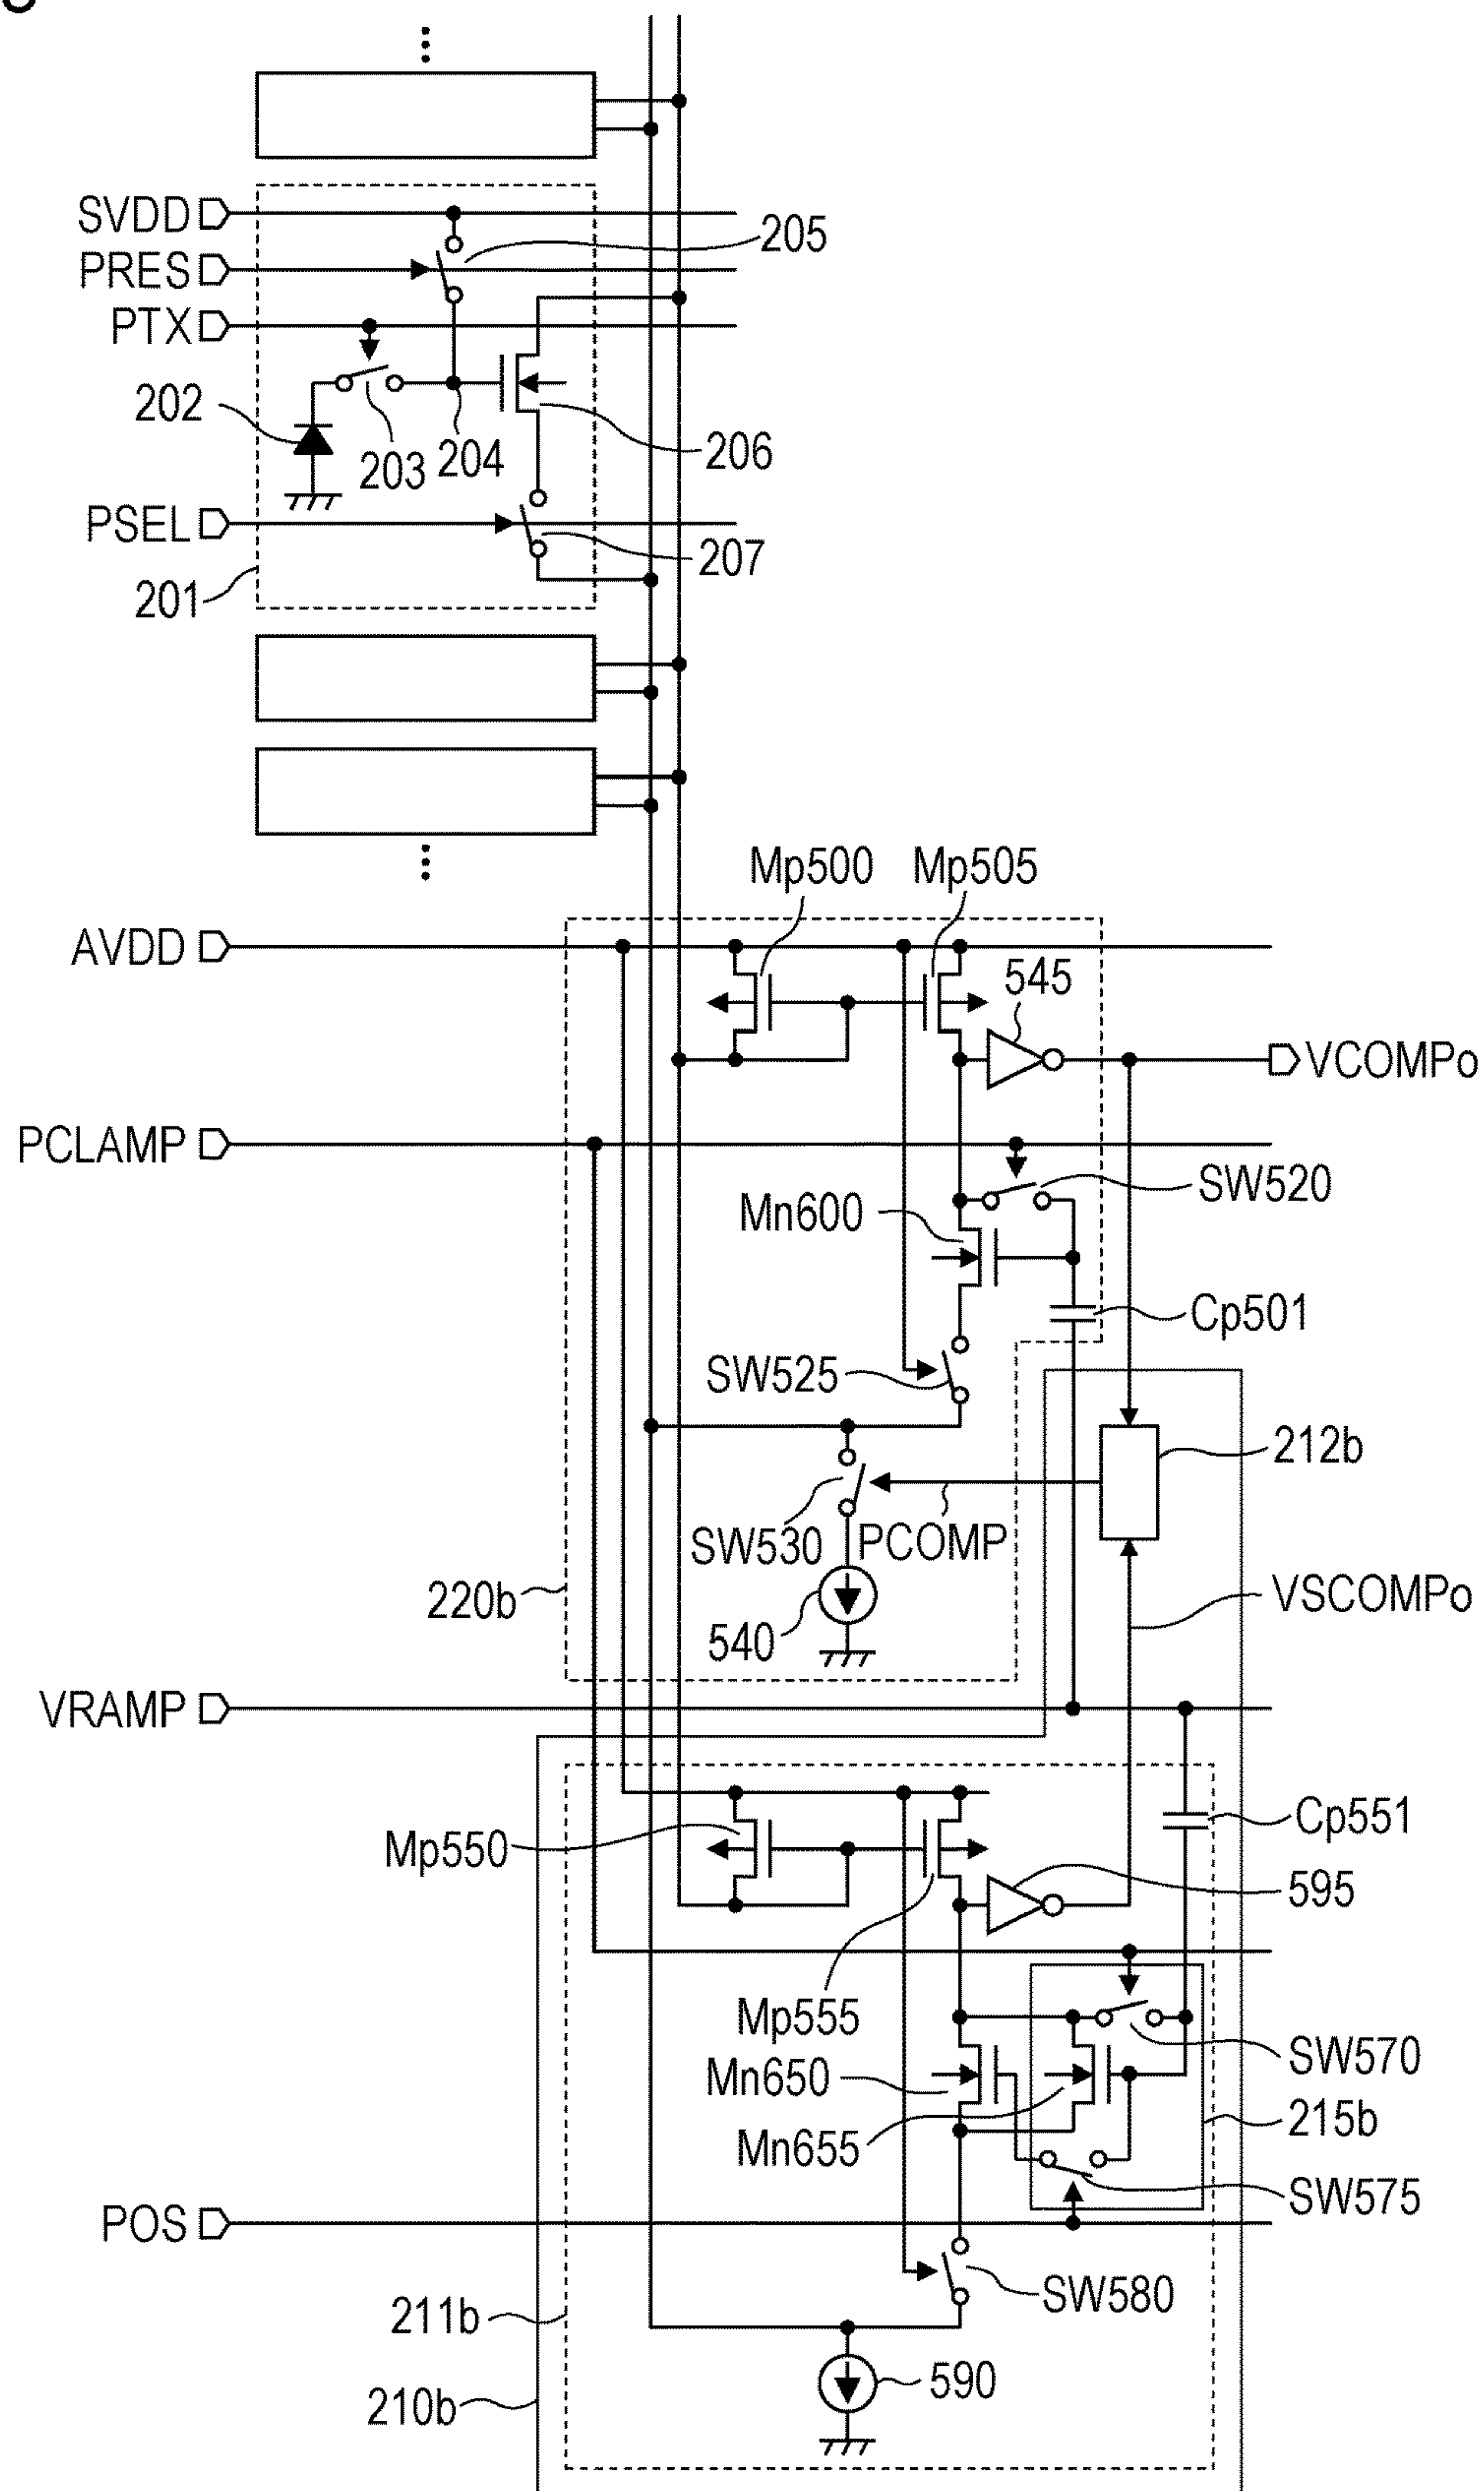 SVDD
205
PRES
PTX
202
203
204
206
PSEL
207
201
Mp500
Mp505
AVDD
545
VCOMPo
PCLAMP
SW520
Mn600
Cp501
SW525
212b
SW530
PCOMP
220b
VSCOMPo
540
VRAMP
Cp551
Mp550
595
Mp555
SW570
Mn650
215b
Mn655
SW575
POS
SW580
211b
590
210b